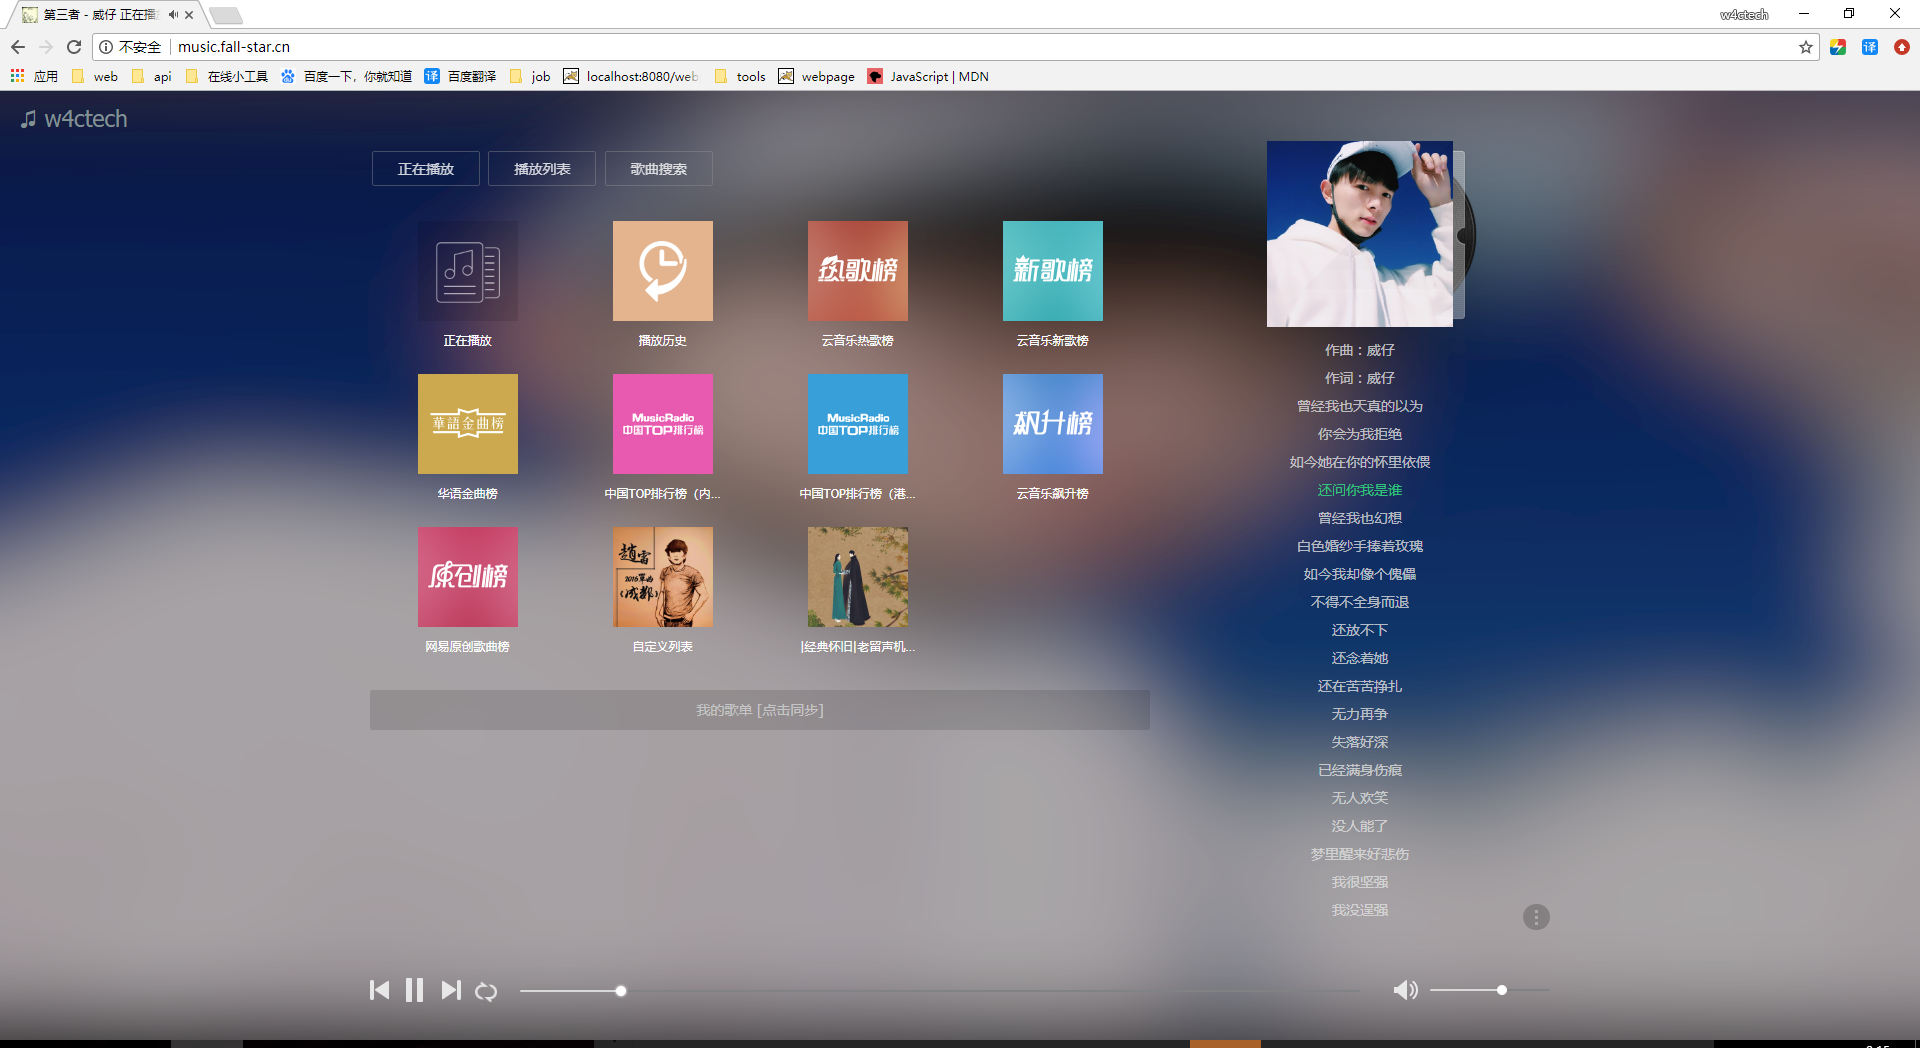 第三者 - 威仔 正在播
w4ctech
不安全
music.fall-star.cn
应用
web
api
在线小工具
百度一下，你就知道
译
百度翻译
job
localhost:8080/web
tools
webpage
JavaScript | MDN
译
w4ctech
正在播放
播放列表
歌曲搜索
热歌榜
新歌榜
正在播放
播放历史
云音乐热歌榜
云音乐新歌榜
華語金曲榜
MusicRadio
中国TOP排行榜
MusicRadio
中国TOP排行榜
飙升榜
华语金曲榜
中国TOP排行榜（内...
中国TOP排行榜（港...
云音乐飙升榜
原创榜
趙雷
2016单曲
《成都》
网易原创歌曲榜
自定义列表
|经典怀旧|老留声机...
我的歌单 [点击同步]
作曲：威仔
作词：威仔
曾经我也天真的以为
你会为我拒绝
如今她在你的怀里依偎
还问你我是谁
曾经我也幻想
白色婚纱手捧着玫瑰
如今我却像个傀儡
不得不全身而退
还放不下
还念着她
还在苦苦挣扎
无力再争
失落好深
已经满身伤痕
无人欢笑
没人能了
梦里醒来好悲伤
我很坚强
我没逞强